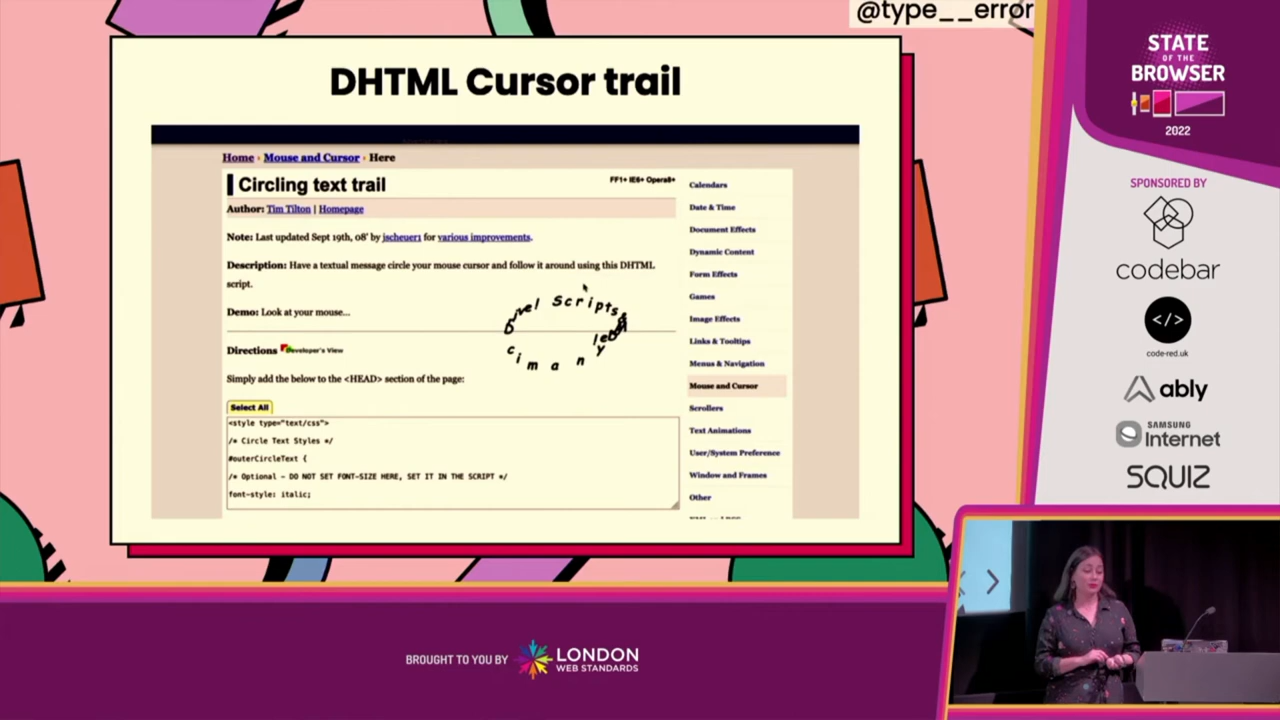 @type__error
DHTML Cursor trail
Home › Mouse and Cursor › Here
Circling text trail
FF1+ IE6+ Opera8+
Author: Tim Tilton | Homepage
Note: Last updated Sept 19th, 08' by jscheuer1 for various improvements.
Description: Have a textual message circle your mouse cursor and follow it around using this DHTML
script.
Demo: Look at your mouse...
Scripts
Directions Developer's View
Simply add the below to the <HEAD> section of the page:
Select All
<style type="text/css">
/* Circle Text Styles */
#outerCircleText {
/* Optional - DO NOT SET FONT-SIZE HERE, SET IT IN THE SCRIPT */
font-style: italic;
Calendars
Date & Time
Document Effects
Dynamic Content
Form Effects
Games
Image Effects
Links & Tooltips
Menus & Navigation
Mouse and Cursor
Scrollers
Text Animations
User/System Preference
Window and Frames
Other
STATE
OF THE
BROWSER
2022
SPONSORED BY
codebar
</>
code-red.uk
ably
SAMSUNG
Internet
SQUIZ
BROUGHT TO YOU BY
LONDON
WEB STANDARDS